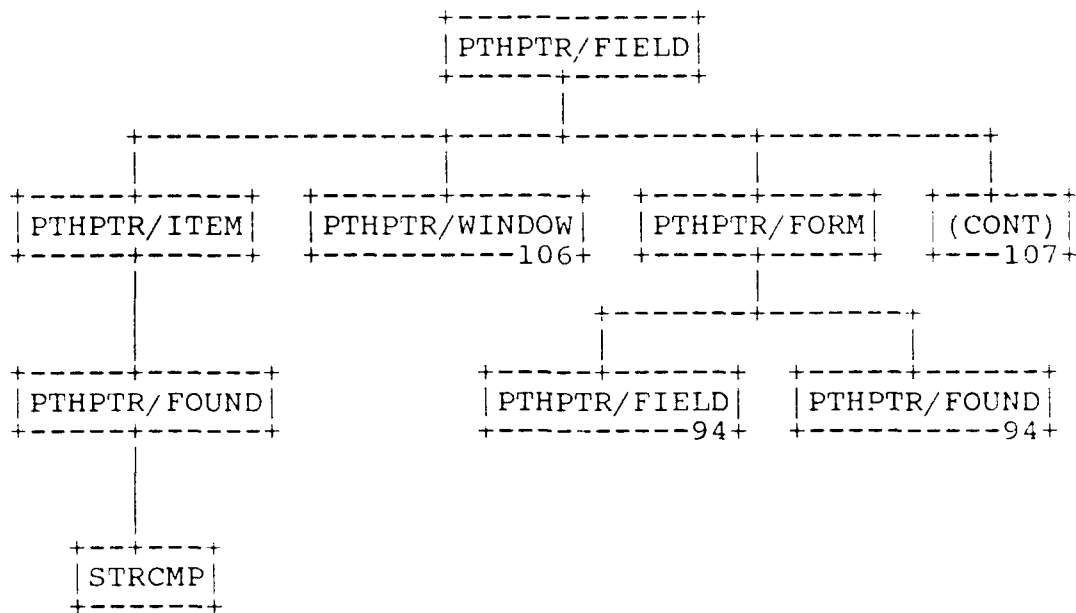 PTHPTR/FIELD
PTHPTR/ITEM PTHPTR/WINDOW PTHPTR/FORM (CONT)
106 107
PTHPTR/FOUND PTHPTR/FIELD PTHPTR/FOUND
94 94
STRCMP